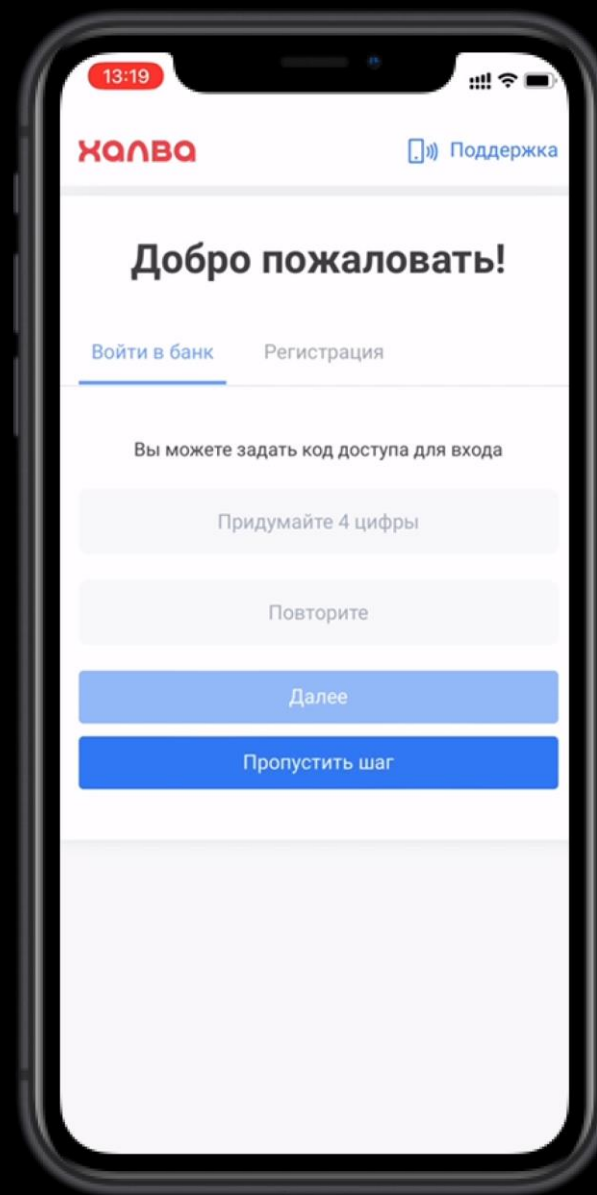 13:19
халва
Поддержка
Добро пожаловать!
Войти в банк
Регистрация
Вы можете задать код доступа для входа
Придумайте 4 цифры
Повторите
Далее
Пропустить шаг